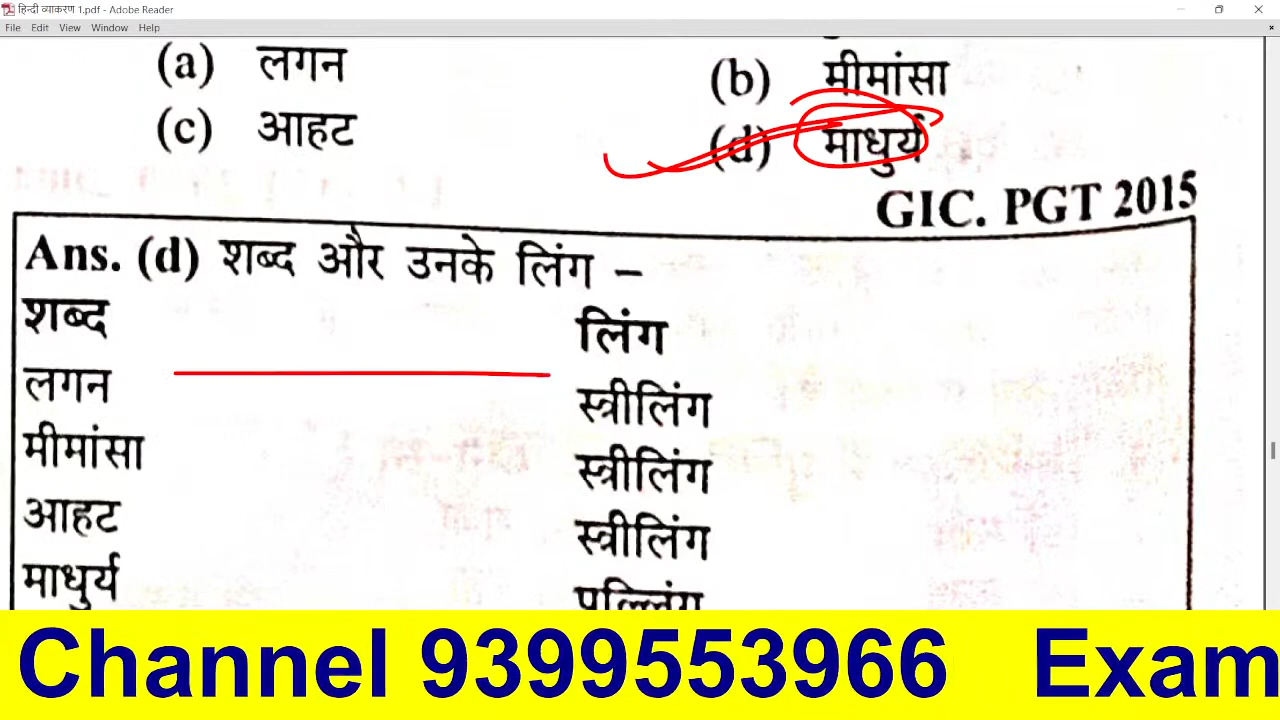 हिन्दी व्याकरण 1.pdf - Adobe Reader
File Edit View Window Help
(a) लगन (b) मीमांसा
(c) आहट (d) माधुर्य
GIC. PGT 2015
Ans. (d) शब्द और उनके लिंग –
शब्द लिंग
लगन स्त्रीलिंग
मीमांसा स्त्रीलिंग
आहट स्त्रीलिंग
माधुर्य पुल्लिंग
Channel 9399553966 Exam